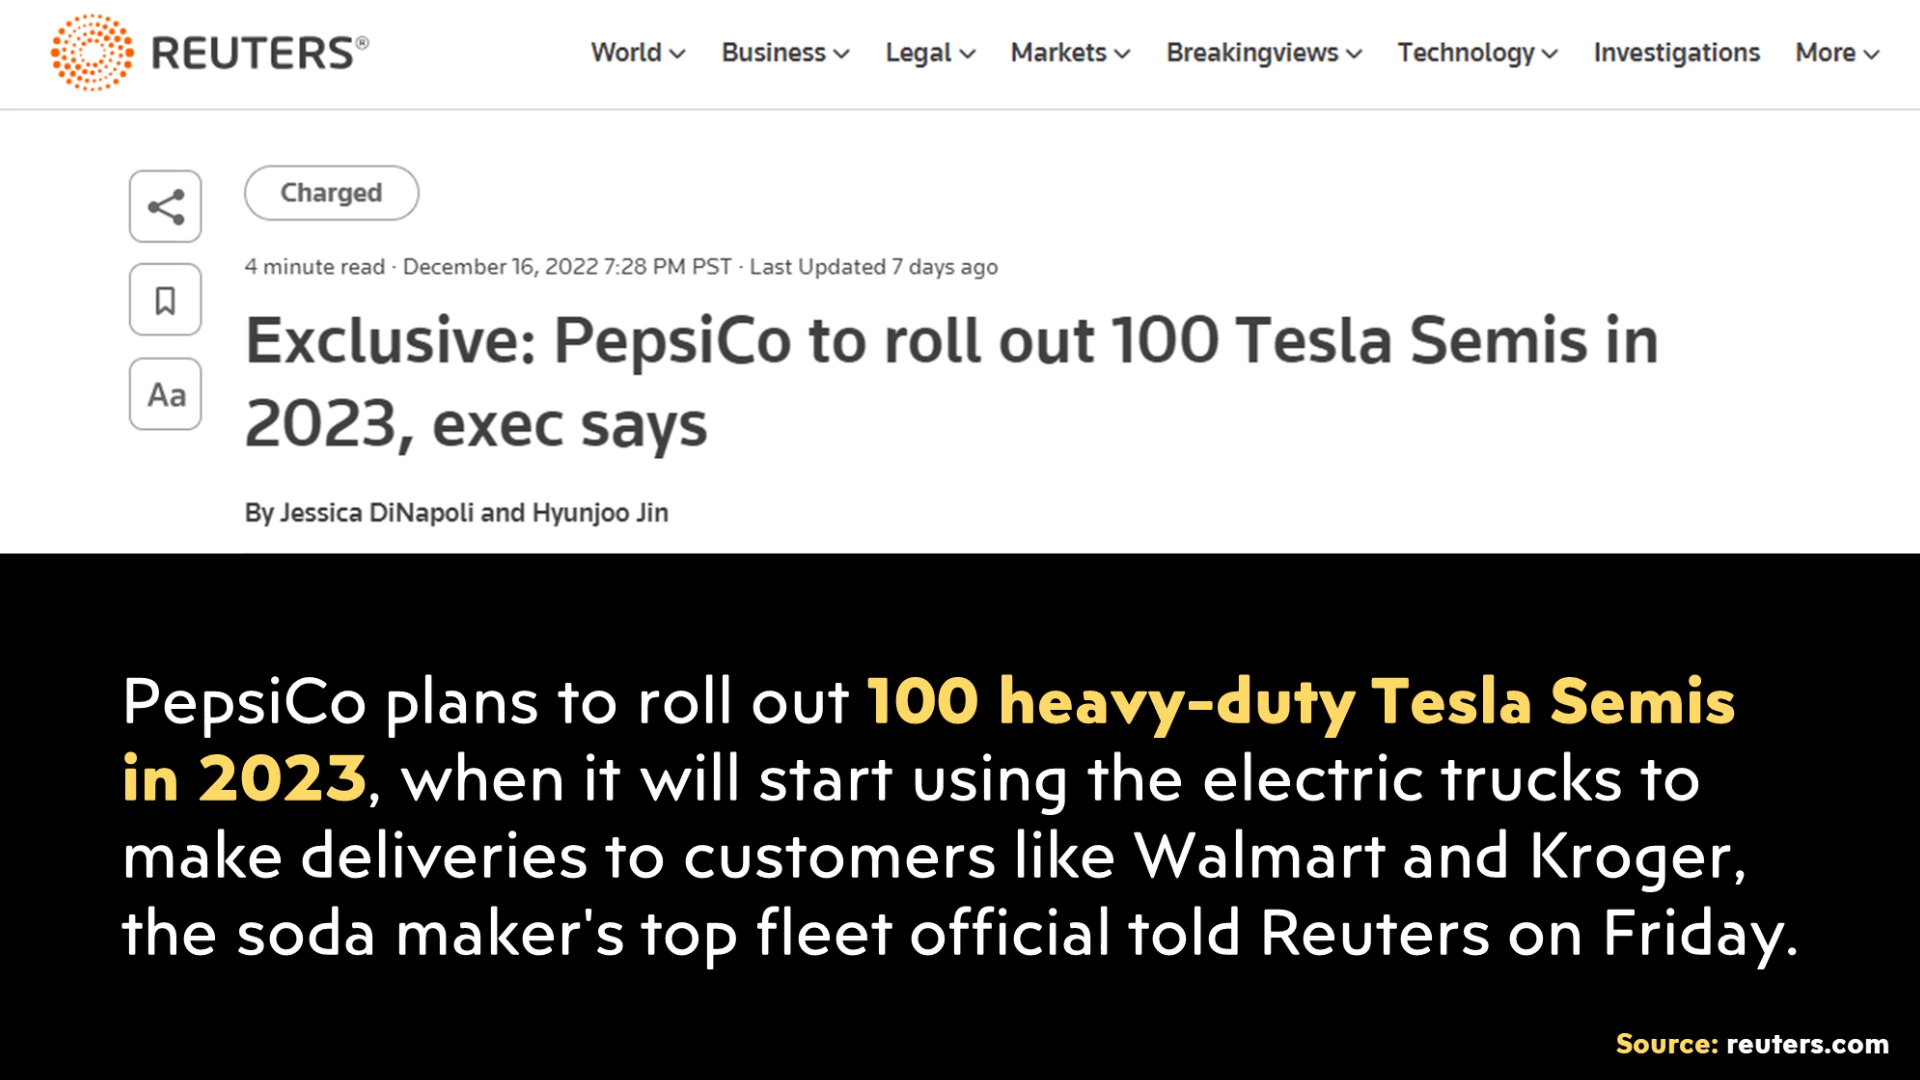 REUTERS®
World Business Legal Markets Breakingviews Technology Investigations More
Charged
4 minute read · December 16, 2022 7:28 PM PST · Last Updated 7 days ago
Aa
Exclusive: PepsiCo to roll out 100 Tesla Semis in
2023, exec says
By Jessica DiNapoli and Hyunjoo Jin
PepsiCo plans to roll out 100 heavy-duty Tesla Semis
in 2023, when it will start using the electric trucks to
make deliveries to customers like Walmart and Kroger,
the soda maker's top fleet official told Reuters on Friday.
Source: reuters.com